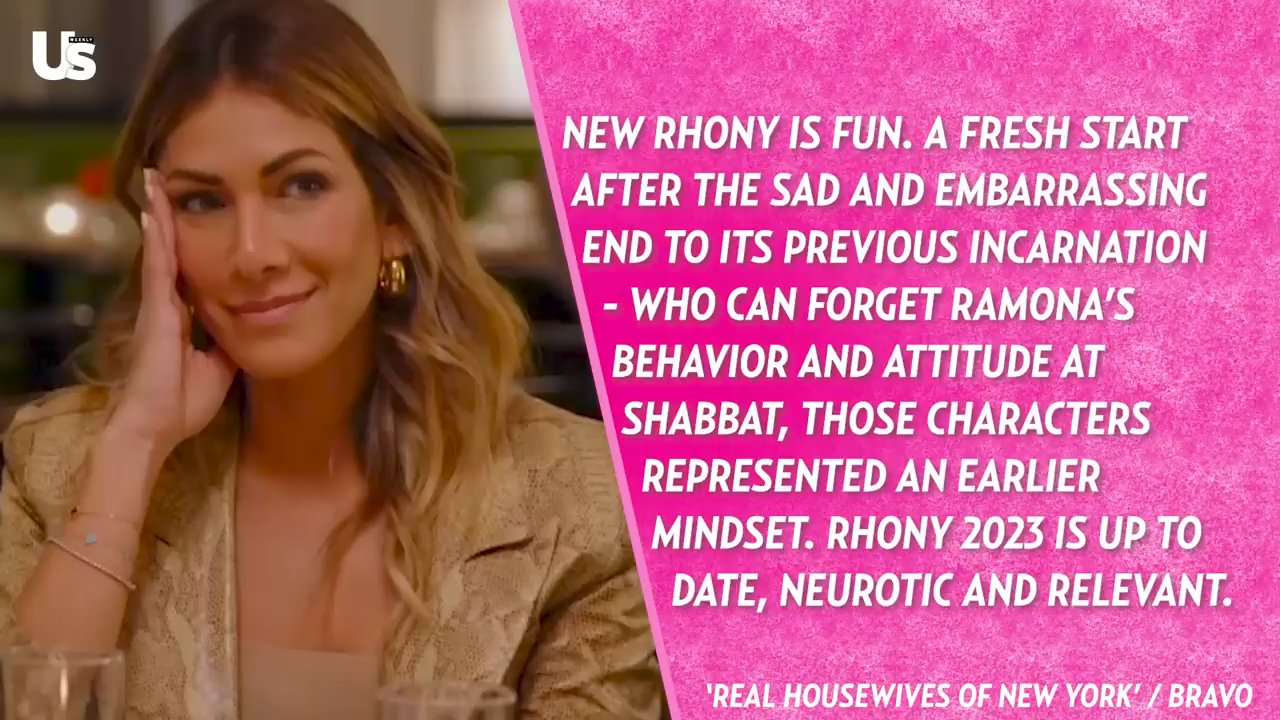 Us
WEEKLY
NEW RHONY IS FUN. A FRESH START
AFTER THE SAD AND EMBARRASSING
END TO ITS PREVIOUS INCARNATION
- WHO CAN FORGET RAMONA'S
BEHAVIOR AND ATTITUDE AT
SHABBAT, THOSE CHARACTERS
REPRESENTED AN EARLIER
MINDSET. RHONY 2023 IS UP TO
DATE, NEUROTIC AND RELEVANT.
'REAL HOUSEWIVES OF NEW YORK' / BRAVO